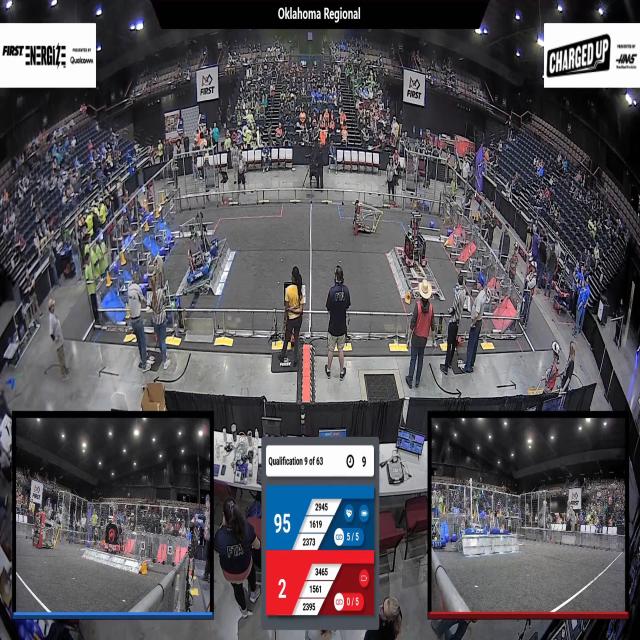 Oklahoma Regional
FIRST ENERGIZE
PRESENTED BY
Qualcomm
CHARGED UP
PRESENTED BY
HAAS
FIRST
FIRST
Qualification 9 of 63
9
95
2945
1619
2373
5 / 5
2
3465
1561
2395
0 / 5
FTA